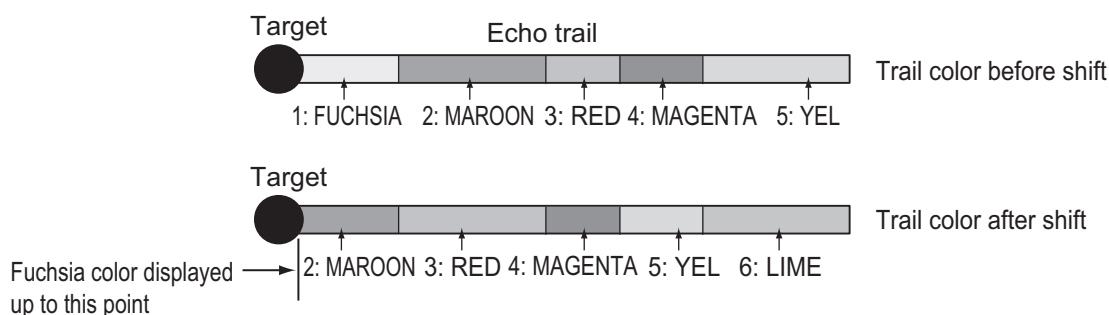 Target
Echo trail
Trail color before shift
1: FUCHSIA 2: MAROON 3: RED 4: MAGENTA 5: YEL
Target
Trail color after shift
2: MAROON 3: RED 4: MAGENTA 5: YEL 6: LIME
Fuchsia color displayed
up to this point